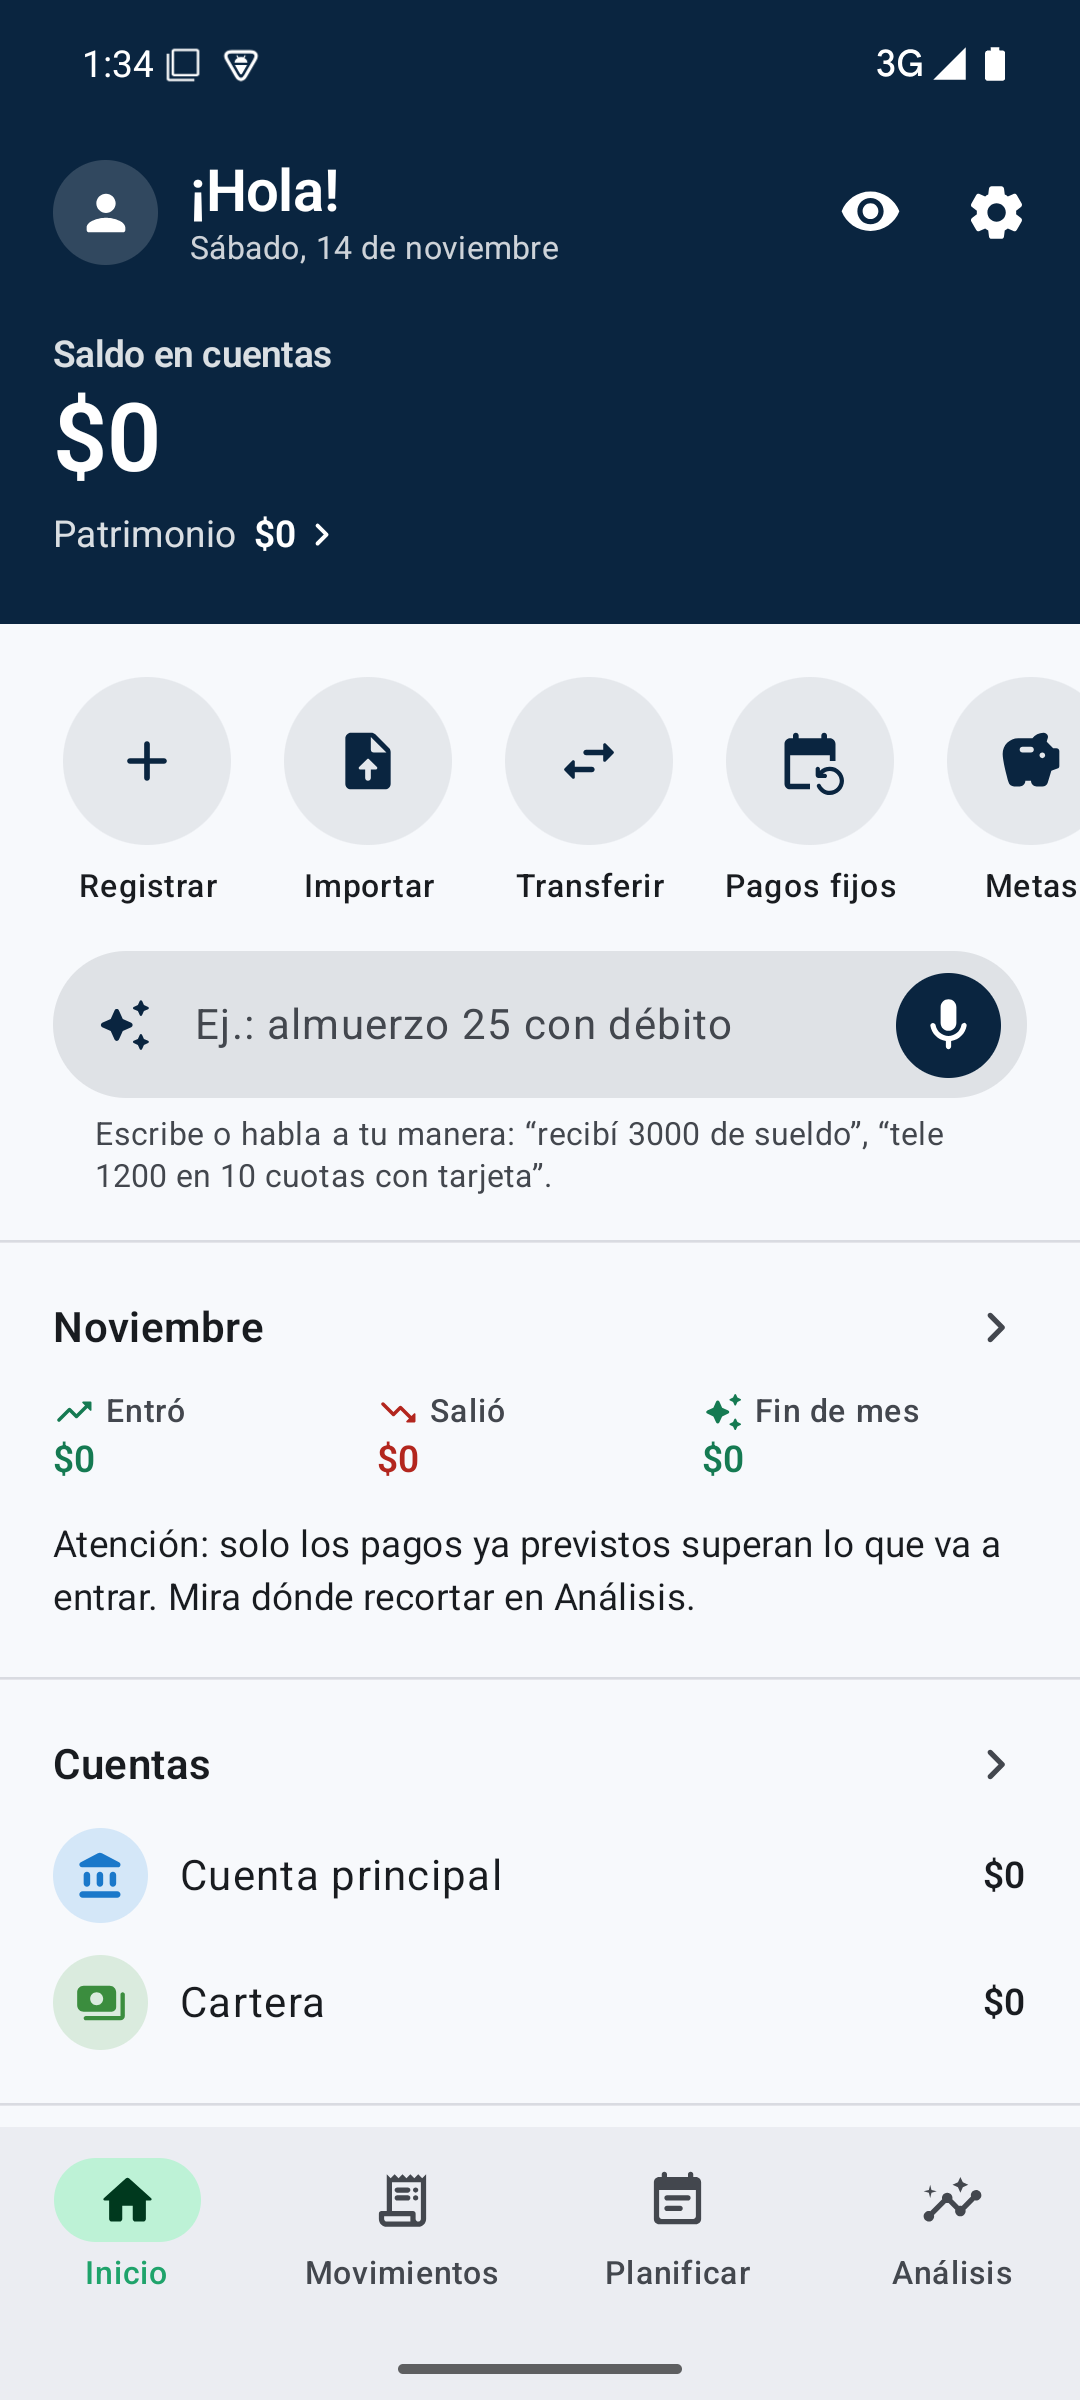 1:34
3G
¡Hola!
Sábado, 14 de noviembre
Saldo en cuentas
$0
Patrimonio $0
Registrar
Importar
Transferir
Pagos fijos
Metas
Ej.: almuerzo 25 con débito
Escribe o habla a tu manera: “recibí 3000 de sueldo”, “tele
1200 en 10 cuotas con tarjeta”.
Noviembre
Entró
Salió
Fin de mes
$0
$0
$0
Atención: solo los pagos ya previstos superan lo que va a
entrar. Mira dónde recortar en Análisis.
Cuentas
Cuenta principal
$0
Cartera
$0
Inicio
Movimientos
Planificar
Análisis